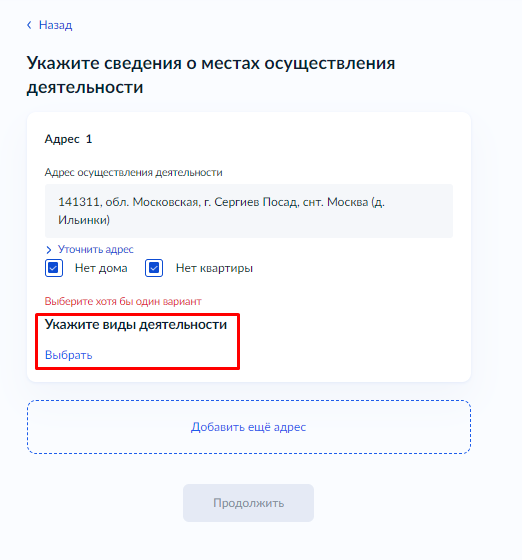 Назад
Укажите сведения о местах осуществления
деятельности
Адрес 1
Адрес осуществления деятельности
141311, обл. Московская, г. Сергиев Посад, снт. Москва (д.
Ильинки)
Уточнить адрес
Нет дома Нет квартиры
Выберите хотя бы один вариант
Укажите виды деятельности
Выбрать
Добавить ещё адрес
Продолжить